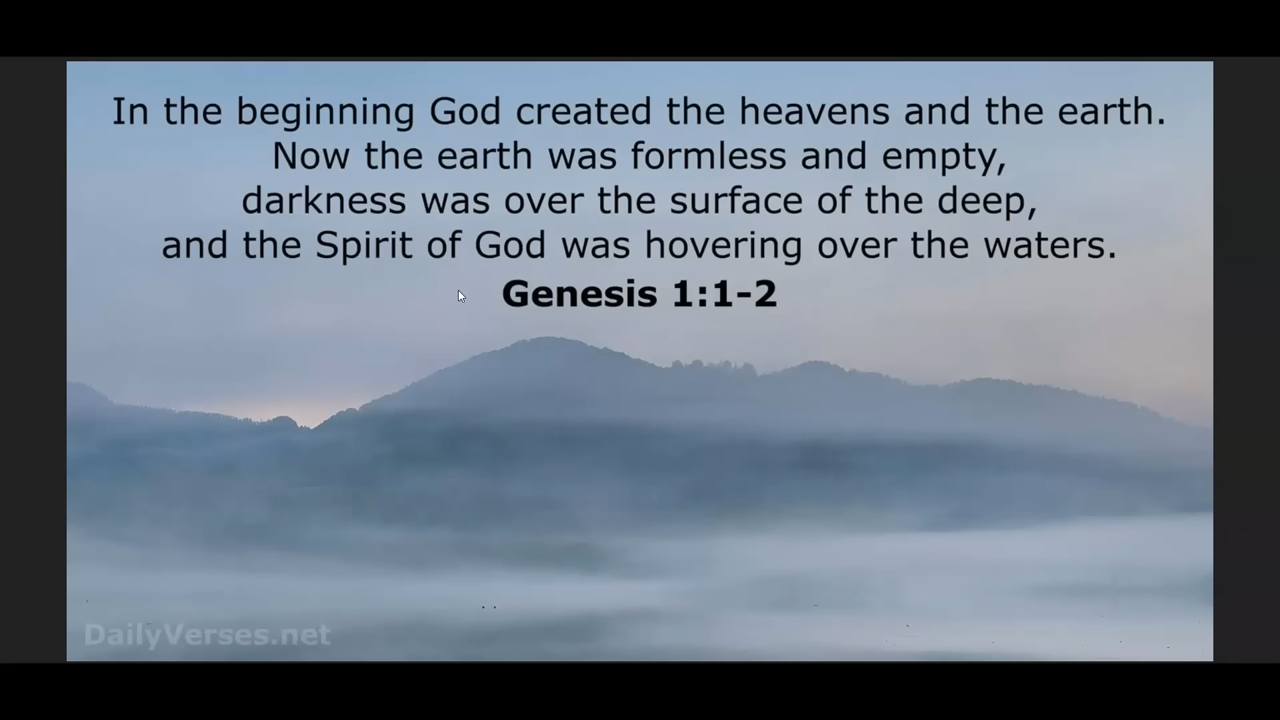 In the beginning God created the heavens and the earth.
Now the earth was formless and empty,
darkness was over the surface of the deep,
and the Spirit of God was hovering over the waters.
Genesis 1:1-2
DailyVerses.net